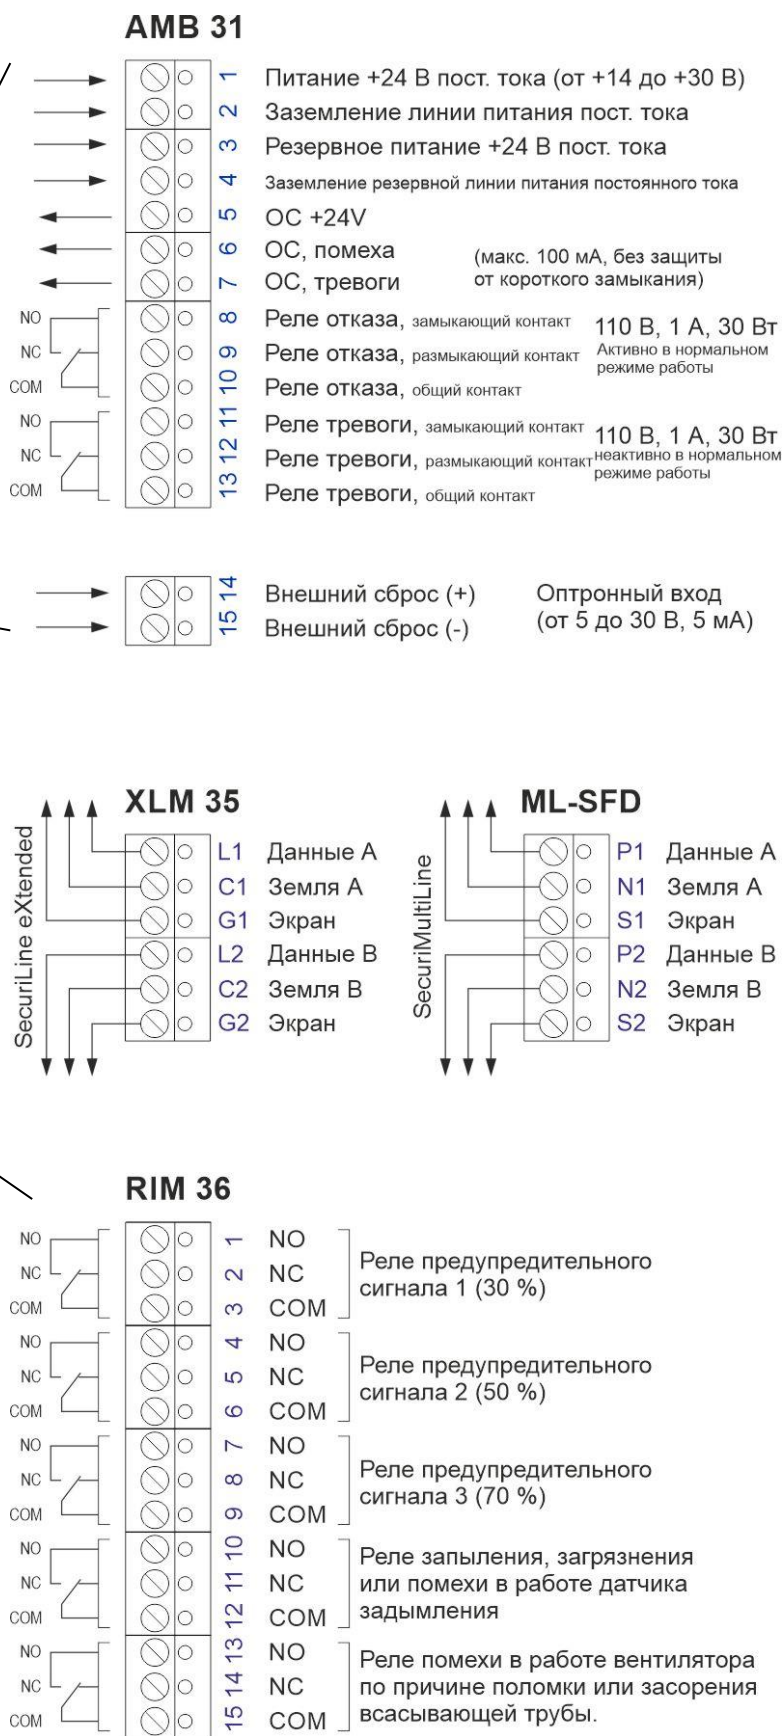 AMB 31
1 Питание +24 В пост. тока (от +14 до +30 В)
2 Заземление линии питания пост. тока
3 Резервное питание +24 В пост. тока
4 Заземление резервной линии питания постоянного тока
5 ОС +24V
6 ОС, помеха
7 ОС, тревоги
(макс. 100 мА, без защиты
от короткого замыкания)
NO 8 Реле отказа, замыкающий контакт
NC 9 Реле отказа, размыкающий контакт
COM 10 Реле отказа, общий контакт
110 В, 1 А, 30 Вт
Активно в нормальном
режиме работы
NO 11 Реле тревоги, замыкающий контакт
NC 12 Реле тревоги, размыкающий контакт
COM 13 Реле тревоги, общий контакт
110 В, 1 А, 30 Вт
неактивно в нормальном
режиме работы
14 Внешний сброс (+)
15 Внешний сброс (-)
Оптронный вход
(от 5 до 30 В, 5 мА)
XLM 35
SecuriLine eXtended
L1 Данные А
C1 Земля А
G1 Экран
L2 Данные В
C2 Земля В
G2 Экран
ML-SFD
SecuriMultiLine
P1 Данные А
N1 Земля А
S1 Экран
P2 Данные В
N2 Земля В
S2 Экран
RIM 36
NO 1 NO
NC 2 NC
COM 3 COM
Реле предупредительного
сигнала 1 (30 %)
NO 4 NO
NC 5 NC
COM 6 COM
Реле предупредительного
сигнала 2 (50 %)
NO 7 NO
NC 8 NC
COM 9 COM
Реле предупредительного
сигнала 3 (70 %)
NO 10 NO
NC 11 NC
COM 12 COM
Реле запыления, загрязнения
или помехи в работе датчика
задымления
NO 13 NO
NC 14 NC
COM 15 COM
Реле помехи в работе вентилятора
по причине поломки или засорения
всасывающей трубы.